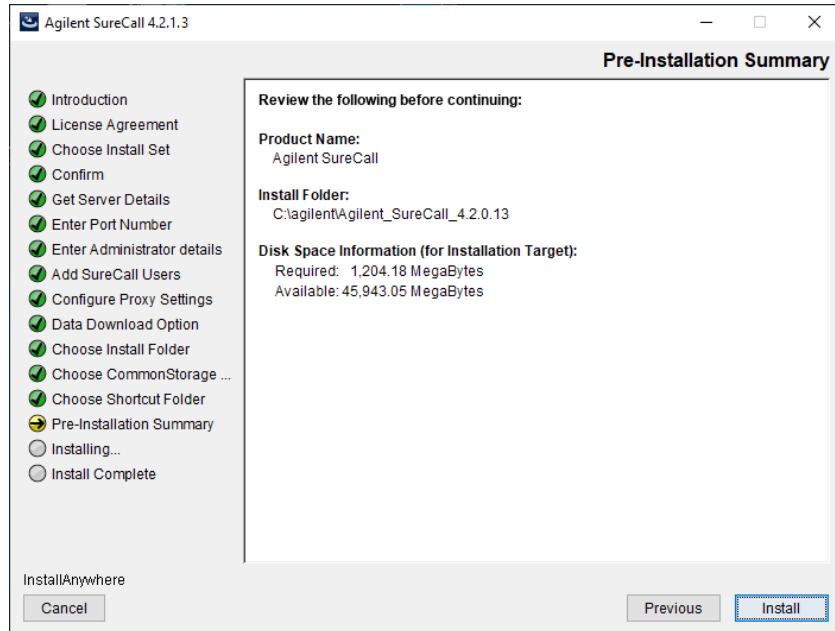 Agilent SureCall 4.2.1.3
Pre-Installation Summary
Introduction
License Agreement
Choose Install Set
Confirm
Get Server Details
Enter Port Number
Enter Administrator details
Add SureCall Users
Configure Proxy Settings
Data Download Option
Choose Install Folder
Choose CommonStorage ...
Choose Shortcut Folder
Pre-Installation Summary
Installing...
Install Complete
Review the following before continuing:
Product Name:
Agilent SureCall
Install Folder:
C:\agilent\Agilent_SureCall_4.2.0.13
Disk Space Information (for Installation Target):
Required: 1,204.18 MegaBytes
Available: 45,943.05 MegaBytes
InstallAnywhere
Cancel
Previous
Install